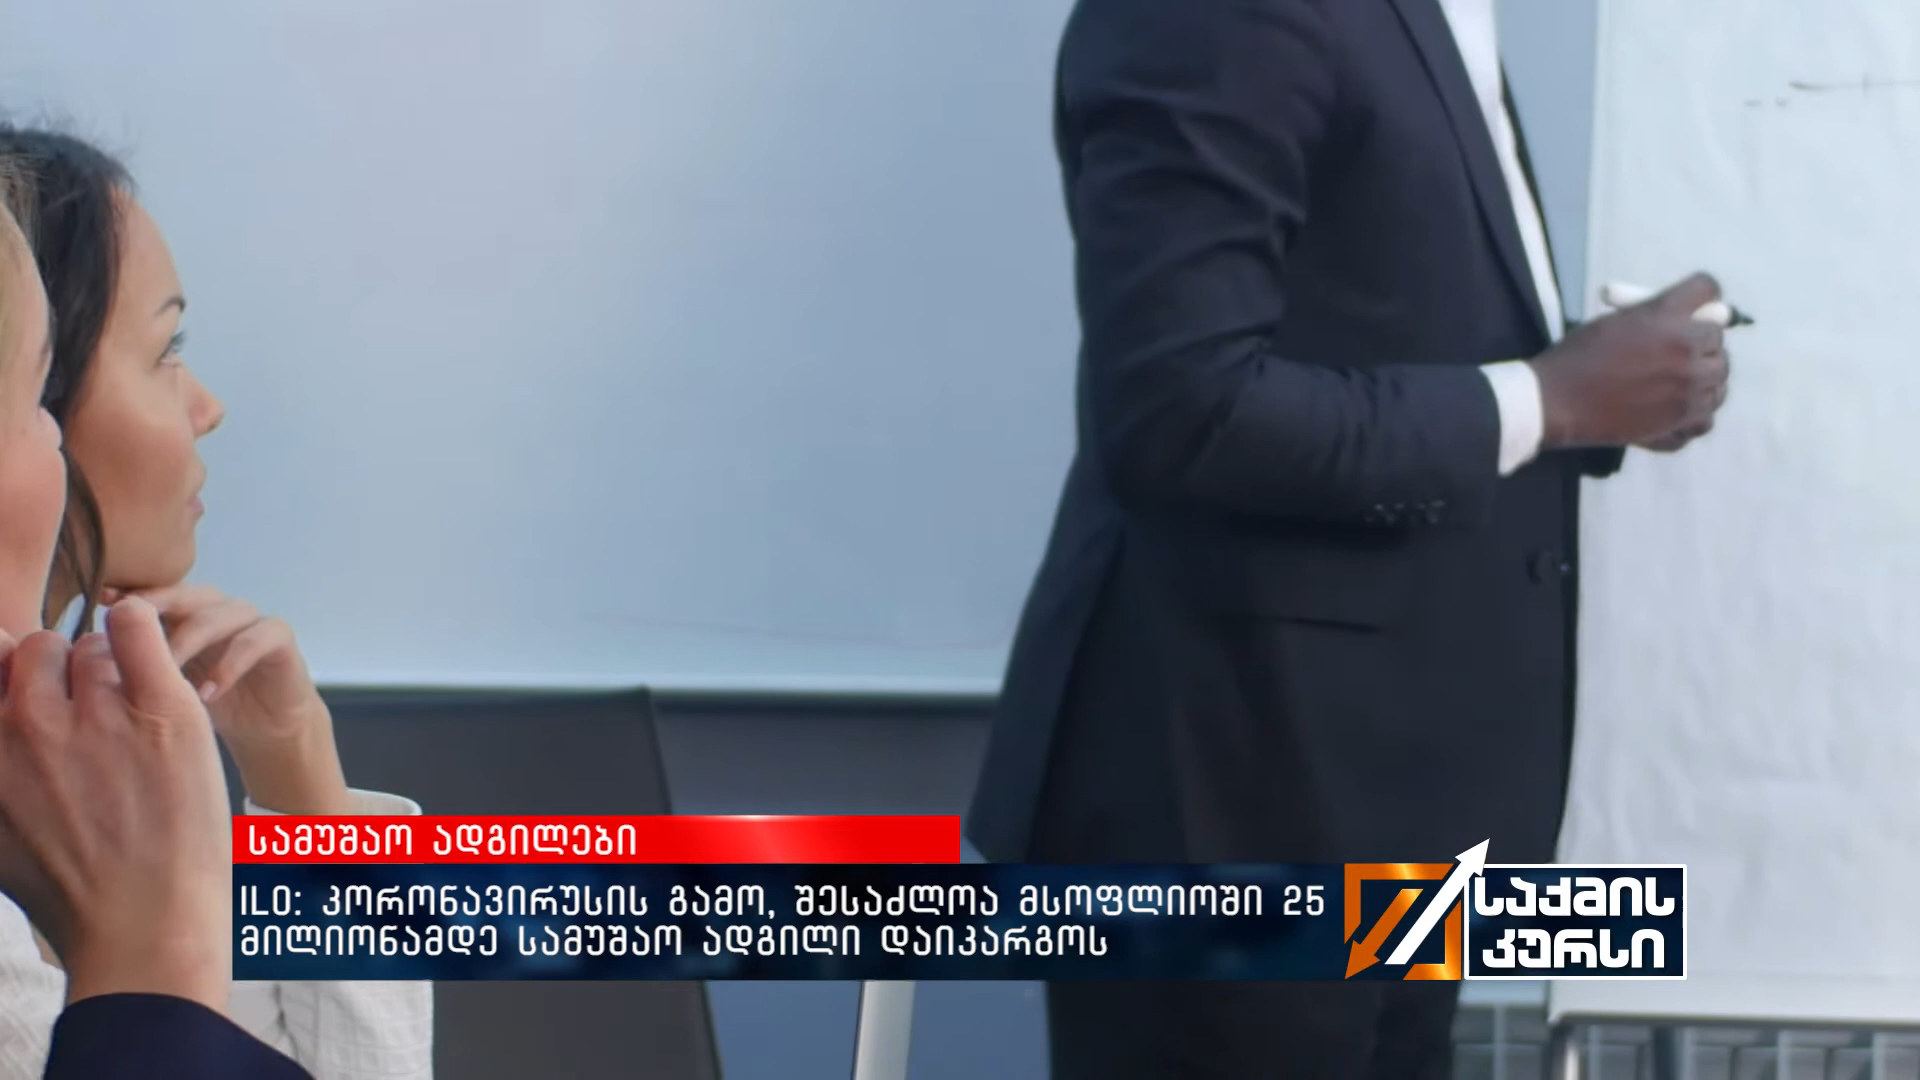 სამუშაო ადგილები
ILO: კორონავირუსის გამო, შესაძლოა მსოფლიოში 25
მილიონამდე სამუშაო ადგილი დაიკარგოს
საქმის
კურსი